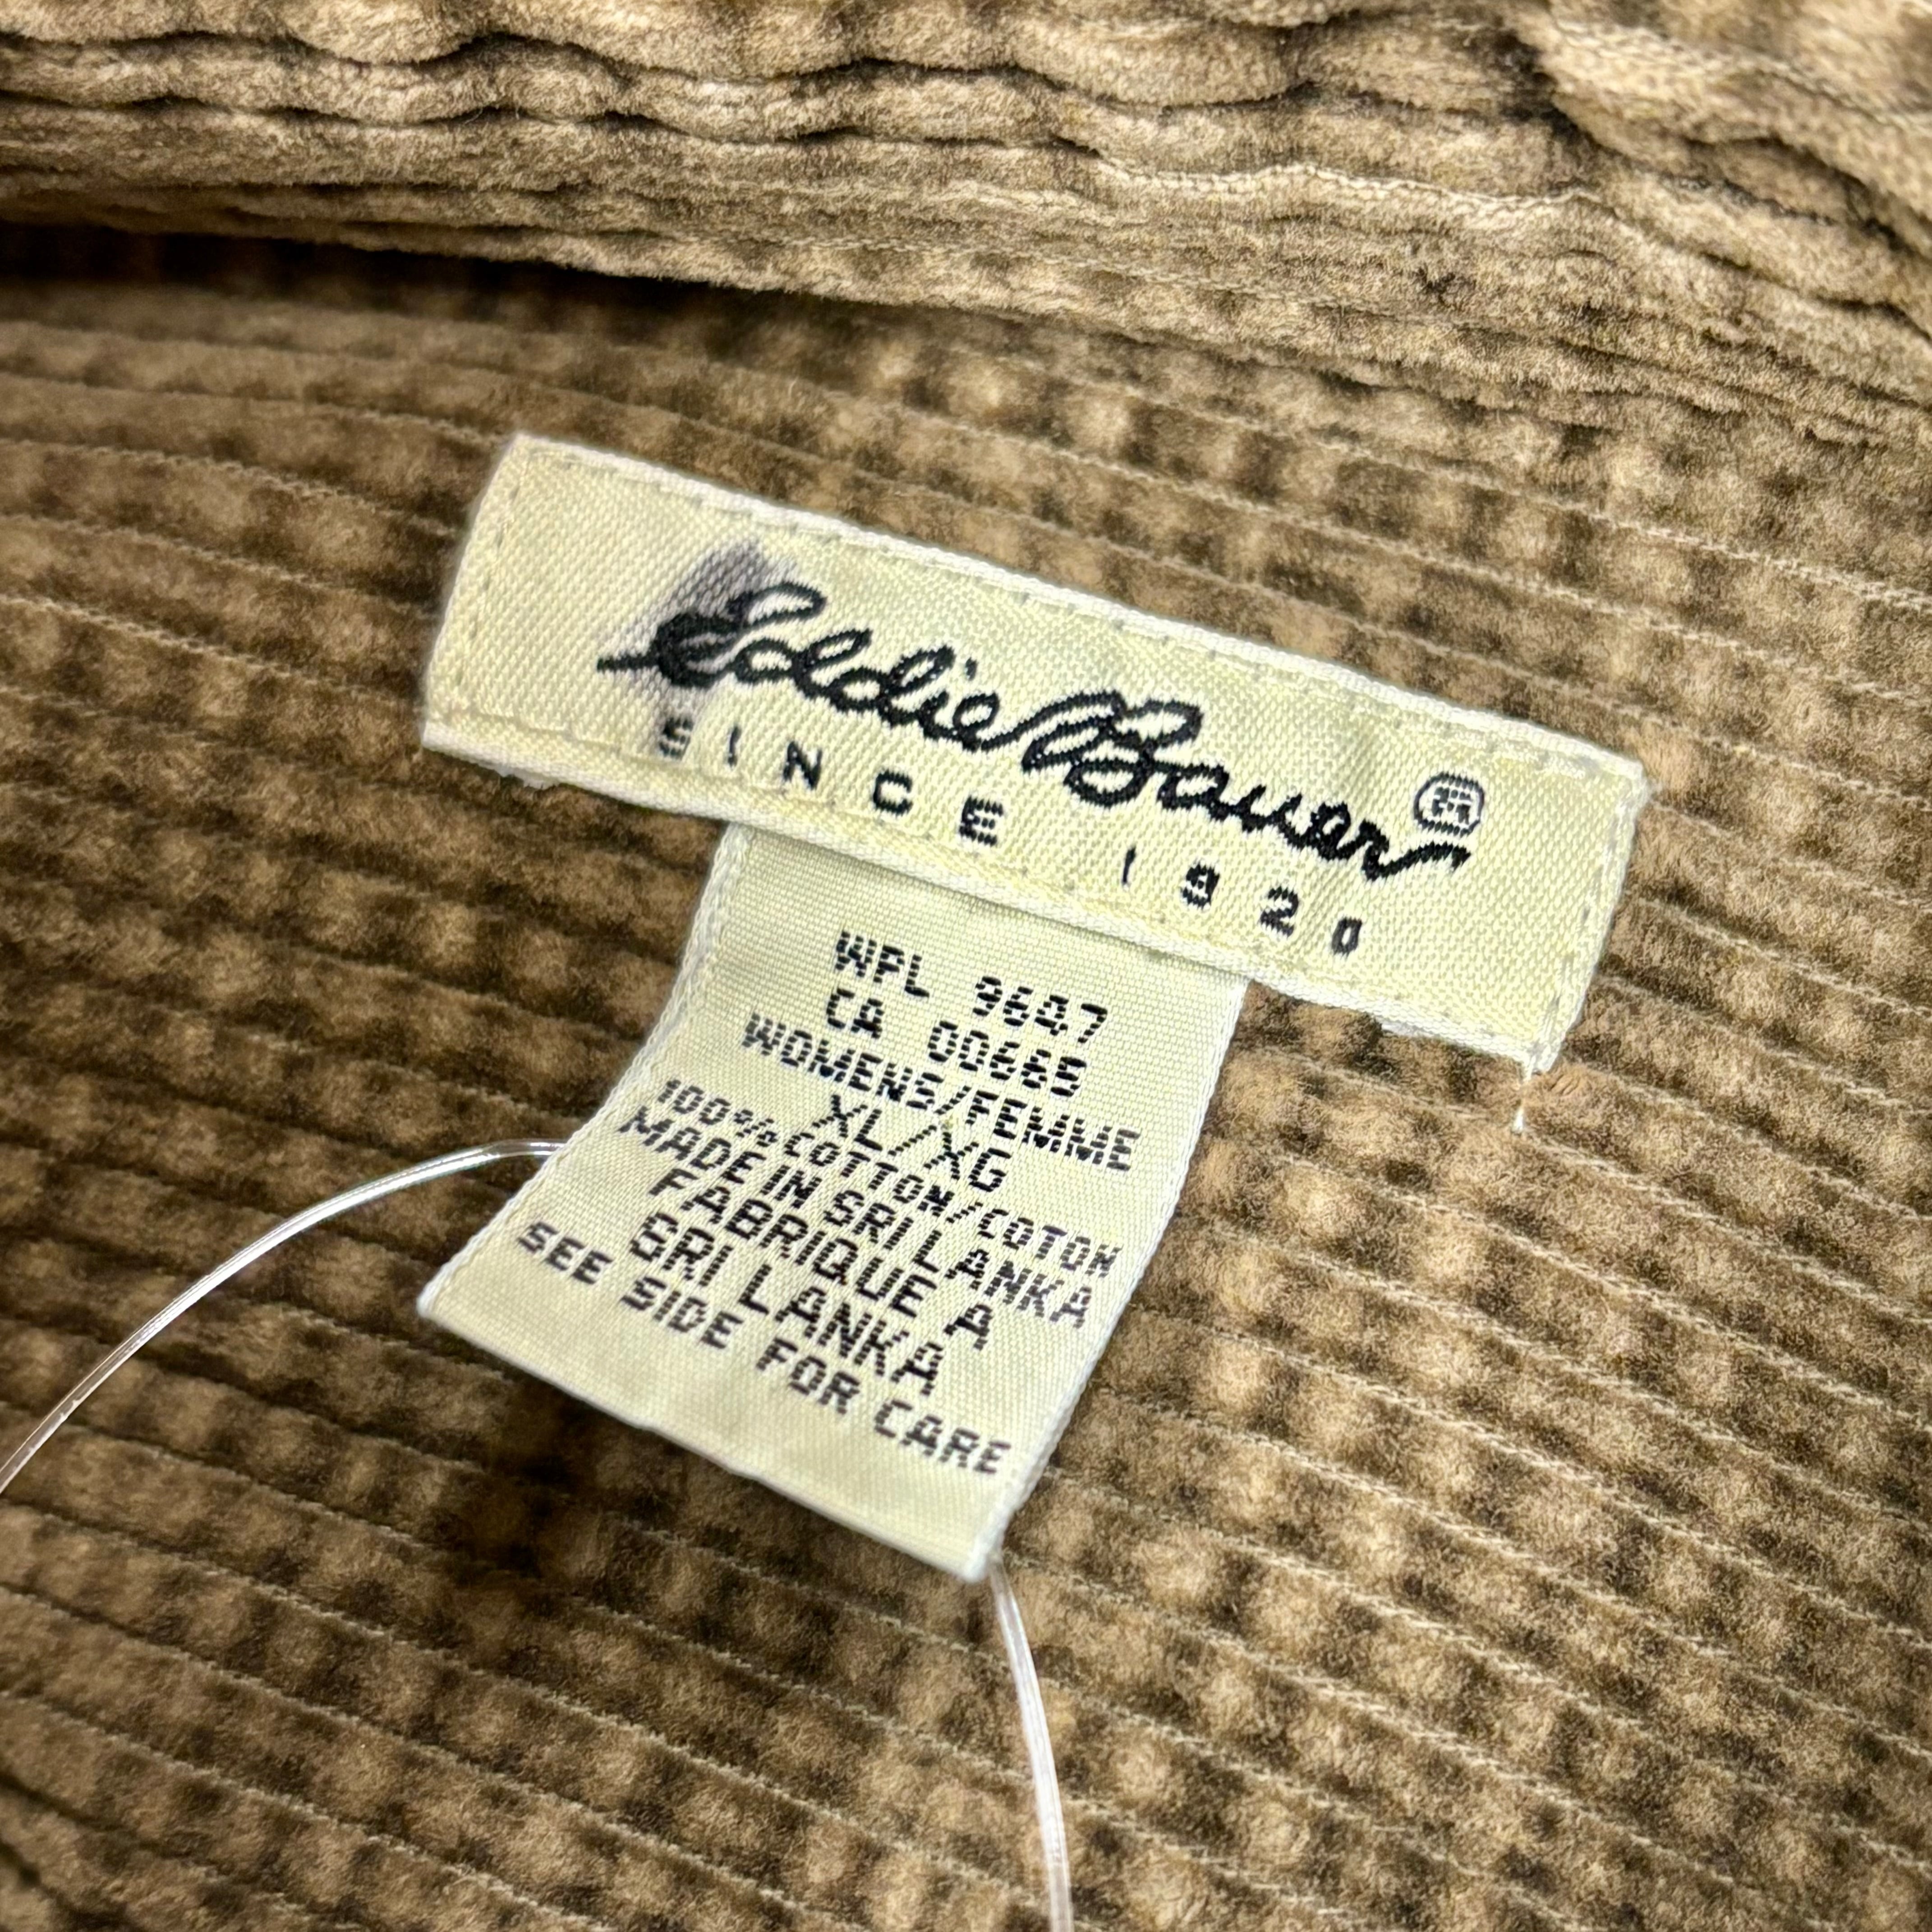 Eddie Bauer
SINCE 1920
WPL 9647
CA 00665
WOMENS/FEMME
XL/XG
100% COTTON/COTON
MADE IN SRI LANKA
FABRIQUE A
SRI LANKA
SEE SIDE FOR CARE